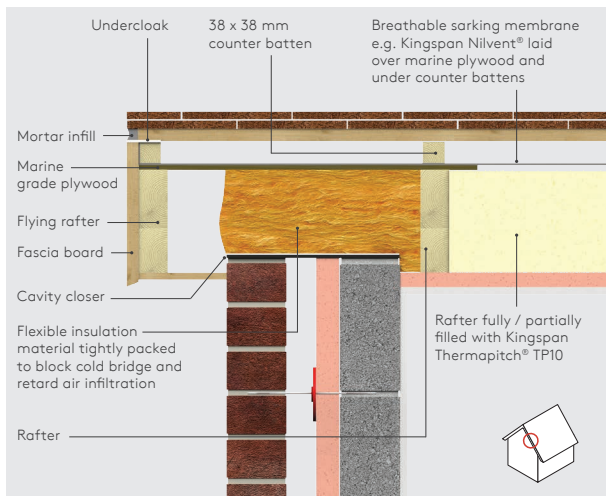 Undercloak
38 x 38 mm
counter batten
Breathable sarking membrane
e.g. Kingspan Nilvent® laid
over marine plywood and
under counter battens
Mortar infill
Marine
grade plywood
Flying rafter
Fascia board
Cavity closer
Flexible insulation
material tightly packed
to block cold bridge and
retard air infiltration
Rafter
Rafter fully / partially
filled with Kingspan
Thermapitch® TP10